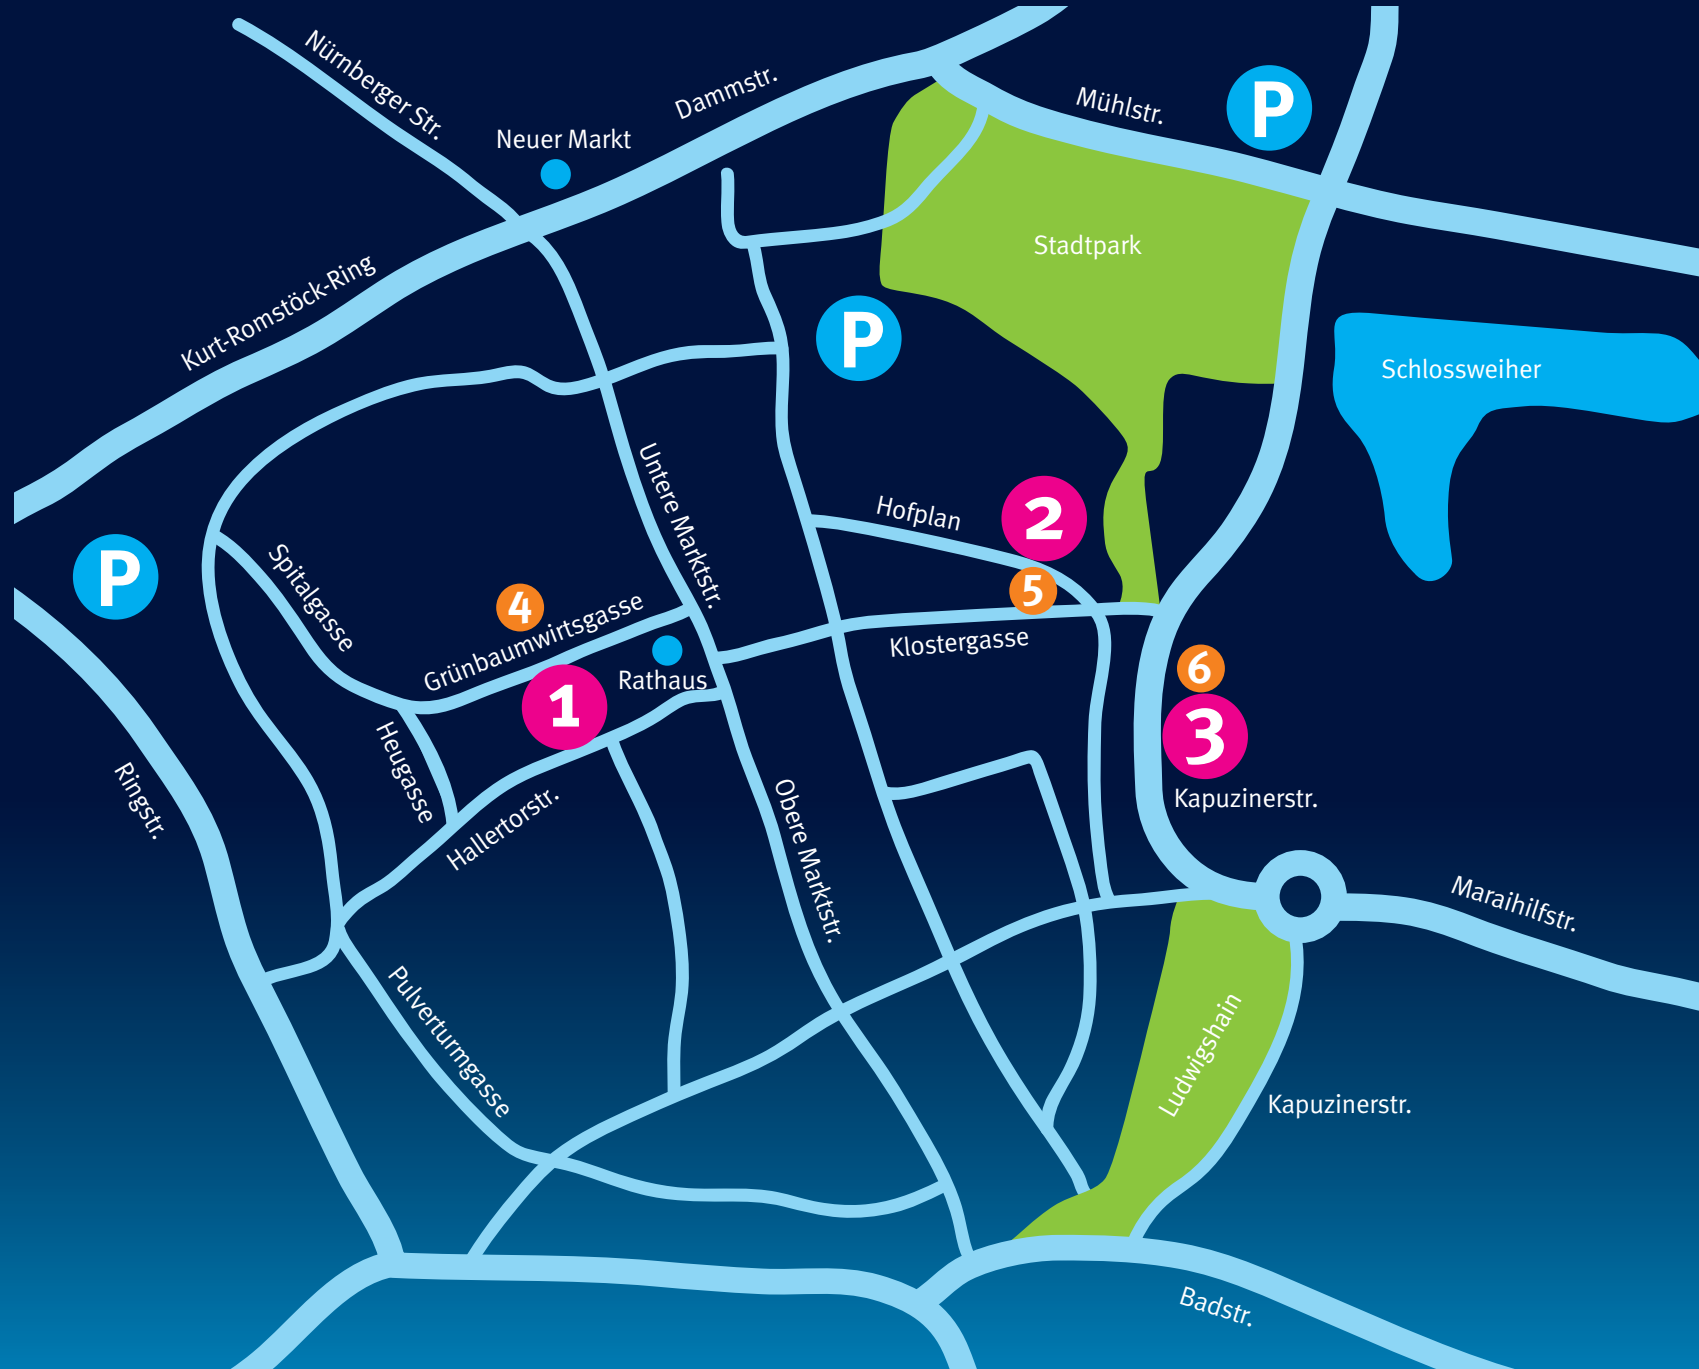 Nürnberger Str.
Dammstr.
Mühlstr.
P
Neuer Markt
Stadtpark
Kurt-Romstöck-Ring
P
Schlossweiher
Untere Marktstr.
Hofplan
2
P
Spitalgasse
4
5
Grünbaumwirtsgasse
Klostergasse
Rathaus
6
1
3
Heugasse
Ringstr.
Kapuzinerstr.
Hallertorstr.
Obere Marktstr.
Maraihilfstr.
Pulverturmgasse
Ludwigshain
Kapuzinerstr.
Badstr.